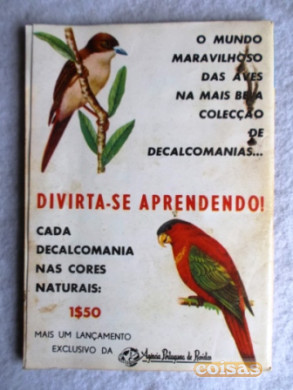 O MUNDO
MARAVILHOSO
DAS AVES
NA MAIS BELA
COLECÇÃO
DE
DECALCOMANIAS...
DIVIRTA-SE APRENDENDO!
CADA
DECALCOMANIA
NAS CORES
NATURAIS:
1$50
MAIS UM LANÇAMENTO
EXCLUSIVO DA Agência Portuguesa de Revistas
coisas